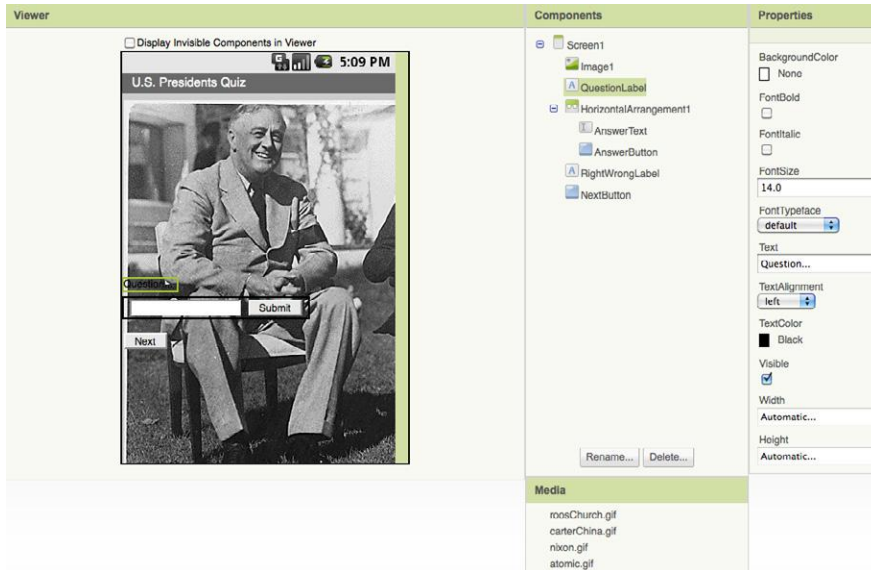 Viewer
Display Invisible Components in Viewer
5:09 PM
U.S. Presidents Quiz
Question...
Submit
Next
Components
Screen1
Image1
QuestionLabel
HorizontalArrangement1
AnswerText
AnswerButton
RightWrongLabel
NextButton
Rename... Delete...
Media
roosChurch.gif
carterChina.gif
nixon.gif
atomic.gif
Properties
BackgroundColor
None
FontBold
FontItalic
FontSize
14.0
FontTypeface
default
Text
Question...
TextAlignment
left
TextColor
Black
Visible
Width
Automatic...
Height
Automatic...